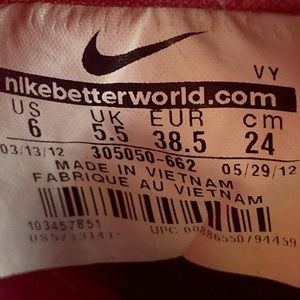 VY
nikebetterworld.com
US UK EUR cm
6 5.5 38.5 24
03/13/12 305050-662 05/29/12
MADE IN VIETNAM
FABRIQUE AU VIETNAM
103457851
UPC